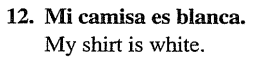 12. Mi camisa es blanca.
My shirt is white.